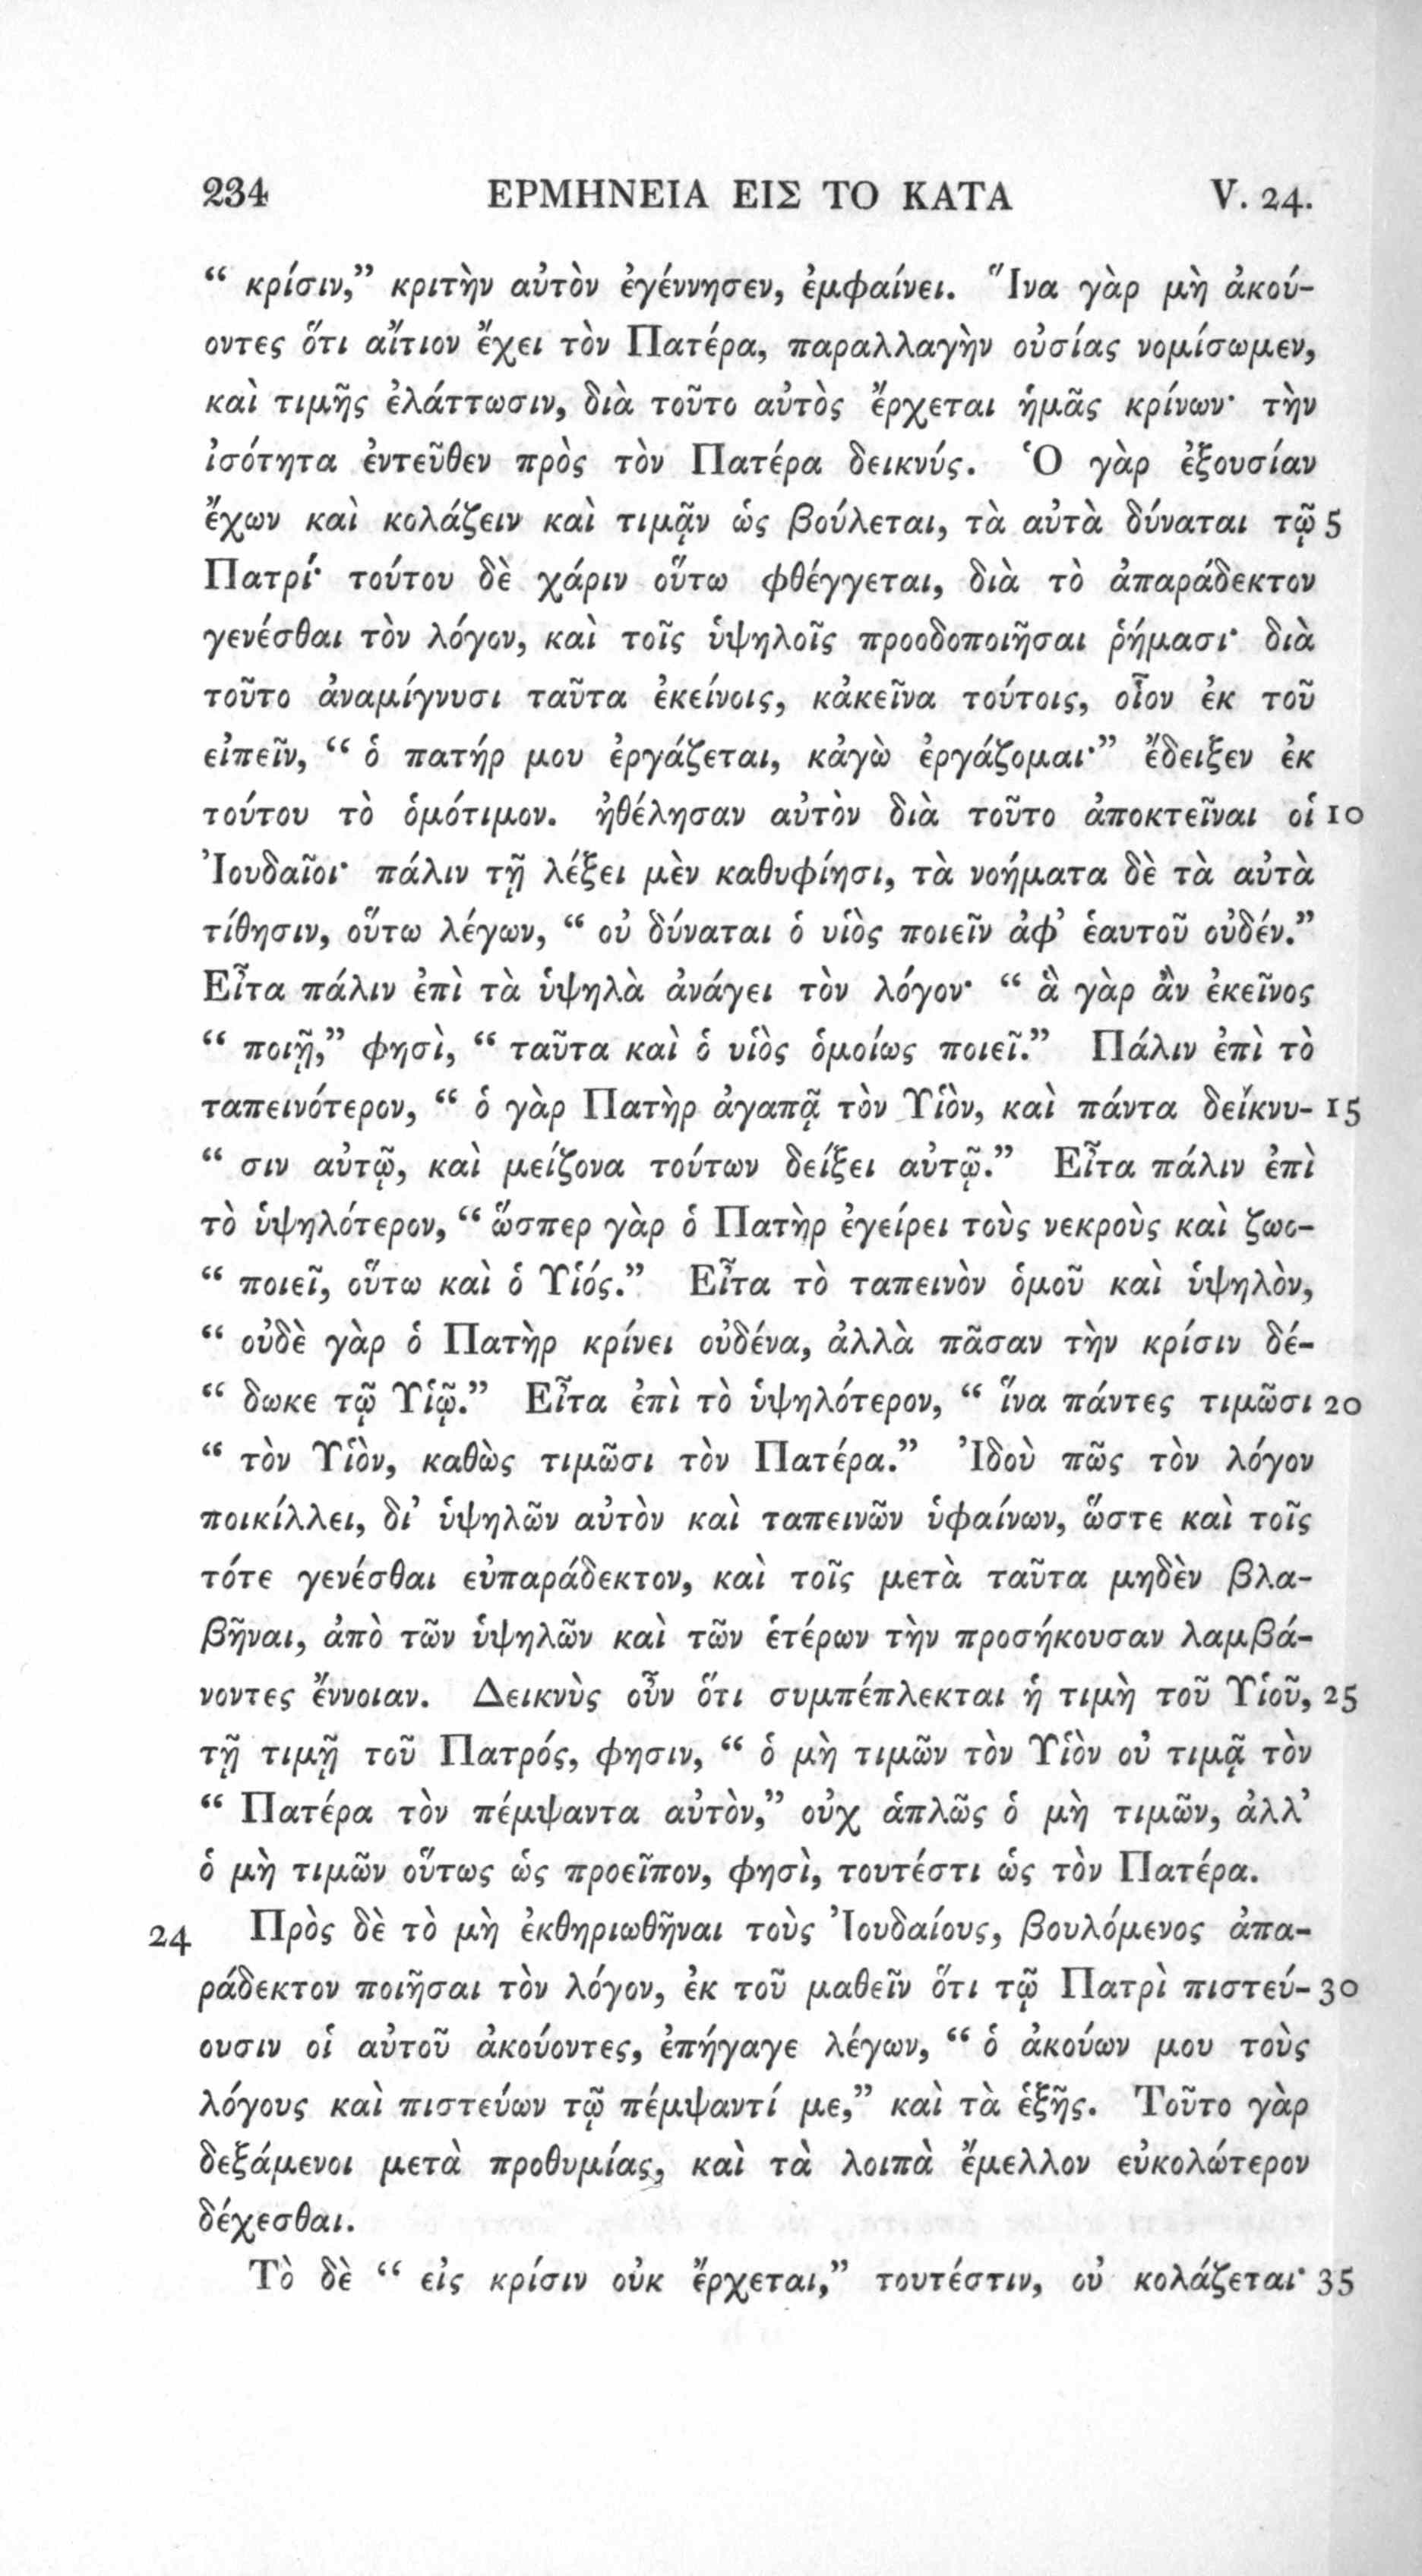 234 ΕΡΜΗΝΕΙΑ ΕΙΣ ΤΟ ΚΑΤΑ V. 24.
“ κρίσιν,” κριτὴν αὐτὸν ἐγέννησεν, ἐμφαίνει. Ἵνα γὰρ μὴ ἀκού-
οντες ὅτι αἴτιον ἔχει τὸν Πατέρα, παραλλαγὴν οὐσίας νομίσωμεν,
καὶ τιμῆς ἐλάττωσιν, διὰ τοῦτο αὐτὸς ἔρχεται ἡμᾶς κρίνων· τὴν
ἰσότητα ἐντεῦθεν πρὸς τὸν Πατέρα δεικνύς. Ὁ γὰρ ἐξουσίαν
ἔχων καὶ κολάζειν καὶ τιμᾷν ὡς βούλεται, τὰ αὐτὰ δύναται τῷ 5
Πατρί· τούτου δὲ χάριν οὕτω φθέγγεται, διὰ τὸ ἀπαράδεκτον
γενέσθαι τὸν λόγον, καὶ τοῖς ὑψηλοῖς προοδοποιῆσαι ῥήμασι· διὰ
τοῦτο ἀναμίγνυσι ταῦτα ἐκείνοις, κἀκεῖνα τούτοις, οἷον ἐκ τοῦ
εἰπεῖν, “ ὁ πατήρ μου ἐργάζεται, κἀγὼ ἐργάζομαι·” ἔδειξεν ἐκ
τούτου τὸ ὁμότιμον. ἠθέλησαν αὐτὸν διὰ τοῦτο ἀποκτεῖναι οἱ 10
Ἰουδαῖοι· πάλιν τῇ λέξει μὲν καθυφίησι, τὰ νοήματα δὲ τὰ αὐτὰ
τίθησιν, οὕτω λέγων, “ οὐ δύναται ὁ υἱὸς ποιεῖν ἀφ’ ἑαυτοῦ οὐδέν.”
Εἶτα πάλιν ἐπὶ τὰ ὑψηλὰ ἀνάγει τὸν λόγον· “ ἃ γὰρ ἂν ἐκεῖνος
“ ποιῇ,” φησὶ, “ ταῦτα καὶ ὁ υἱὸς ὁμοίως ποιεῖ.” Πάλιν ἐπὶ τὸ
ταπεινότερον, “ ὁ γὰρ Πατὴρ ἀγαπᾷ τὸν Υἱὸν, καὶ πάντα δείκνυ- 15
“ σιν αὐτῷ, καὶ μείζονα τούτων δείξει αὐτῷ.” Εἶτα πάλιν ἐπὶ
τὸ ὑψηλότερον, “ ὥσπερ γὰρ ὁ Πατὴρ ἐγείρει τοὺς νεκροὺς καὶ ζωο-
“ ποιεῖ, οὕτω καὶ ὁ Υἱός.” Εἶτα τὸ ταπεινὸν ὁμοῦ καὶ ὑψηλὸν,
“ οὐδὲ γὰρ ὁ Πατὴρ κρίνει οὐδένα, ἀλλὰ πᾶσαν τὴν κρίσιν δέ-
“ δωκε τῷ Υἱῷ.” Εἶτα ἐπὶ τὸ ὑψηλότερον, “ ἵνα πάντες τιμῶσι 20
“ τὸν Υἱὸν, καθὼς τιμῶσι τὸν Πατέρα.” Ἰδοὺ πῶς τὸν λόγον
ποικίλλει, δι’ ὑψηλῶν αὐτὸν καὶ ταπεινῶν ὑφαίνων, ὥστε καὶ τοῖς
τότε γενέσθαι εὐπαράδεκτον, καὶ τοῖς μετὰ ταῦτα μηδὲν βλα-
βῆναι, ἀπὸ τῶν ὑψηλῶν καὶ τῶν ἑτέρων τὴν προσήκουσαν λαμβά-
νοντες ἔννοιαν. Δεικνὺς οὖν ὅτι συμπέπλεκται ἡ τιμὴ τοῦ Υἱοῦ, 25
τῇ τιμῇ τοῦ Πατρός, φησιν, “ ὁ μὴ τιμῶν τὸν Υἱὸν οὐ τιμᾷ τὸν
“ Πατέρα τὸν πέμψαντα αὐτὸν,” οὐχ ἁπλῶς ὁ μὴ τιμῶν, ἀλλ’
ὁ μὴ τιμῶν οὕτως ὡς προεῖπον, φησὶ, τουτέστι ὡς τὸν Πατέρα.
24 Πρὸς δὲ τὸ μὴ ἐκθηριωθῆναι τοὺς Ἰουδαίους, βουλόμενος ἀπα-
ράδεκτον ποιῆσαι τὸν λόγον, ἐκ τοῦ μαθεῖν ὅτι τῷ Πατρὶ πιστεύ- 30
ουσιν οἱ αὐτοῦ ἀκούοντες, ἐπήγαγε λέγων, “ ὁ ἀκούων μου τοὺς
λόγους καὶ πιστεύων τῷ πέμψαντί με,” καὶ τὰ ἑξῆς. Τοῦτο γὰρ
δεξάμενοι μετὰ προθυμίας, καὶ τὰ λοιπὰ ἔμελλον εὐκολώτερον
δέχεσθαι.
Τὸ δὲ “ εἰς κρίσιν οὐκ ἔρχεται,” τουτέστιν, οὐ κολάζεται· 35